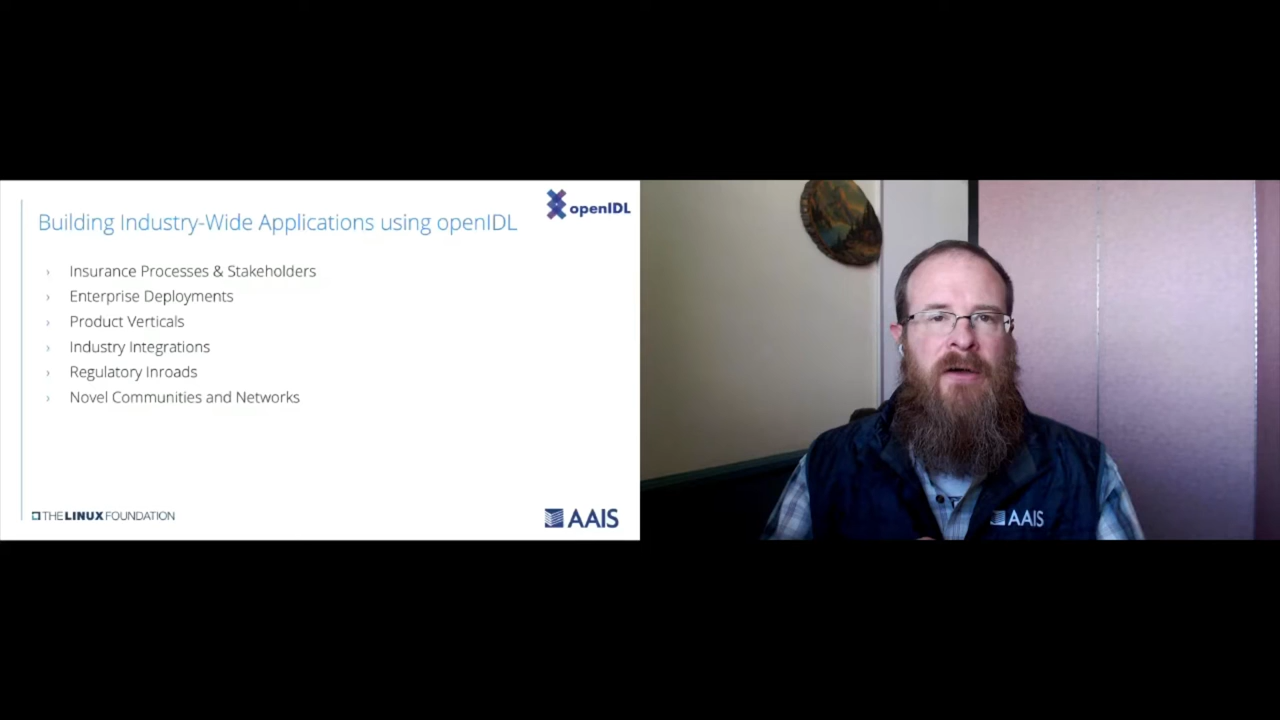 Building Industry-Wide Applications using openIDL
openIDL
› Insurance Processes & Stakeholders
› Enterprise Deployments
› Product Verticals
› Industry Integrations
› Regulatory Inroads
› Novel Communities and Networks
THE LINUX FOUNDATION
AAIS
AAIS